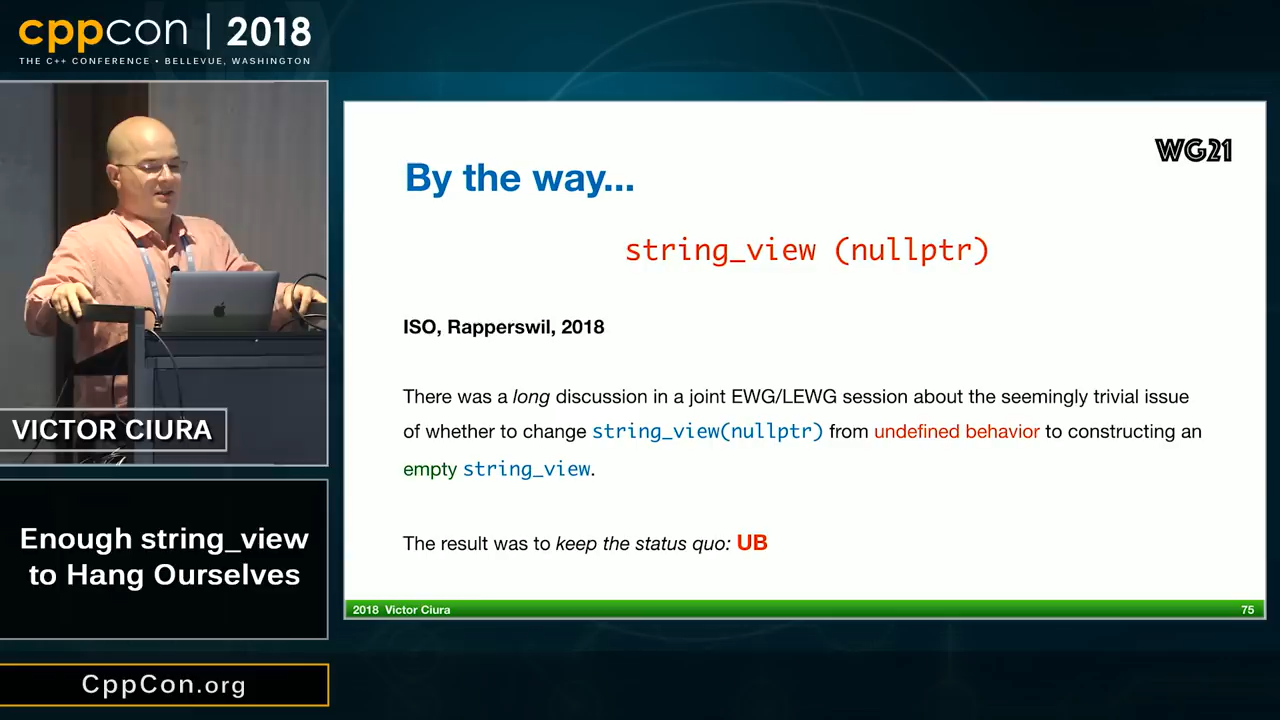 cppcon | 2018
THE C++ CONFERENCE • BELLEVUE, WASHINGTON
VICTOR CIURA
Enough string_view
to Hang Ourselves
CppCon.org
WG21
By the way...
string_view (nullptr)
ISO, Rapperswil, 2018
There was a long discussion in a joint EWG/LEWG session about the seemingly trivial issue
of whether to change string_view(nullptr) from undefined behavior to constructing an
empty string_view.
The result was to keep the status quo: UB
2018 Victor Ciura
75